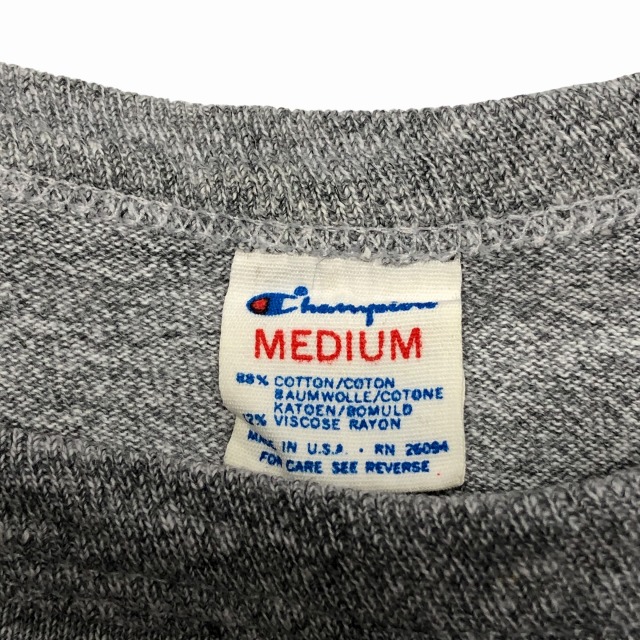 Champion
MEDIUM
88% COTTON/COTON
BAUMWOLLE/COTONE
KATOEN/BOMULD
12% VISCOSE RAYON
MADE IN U.S.A. · RN 26094
FOR CARE SEE REVERSE